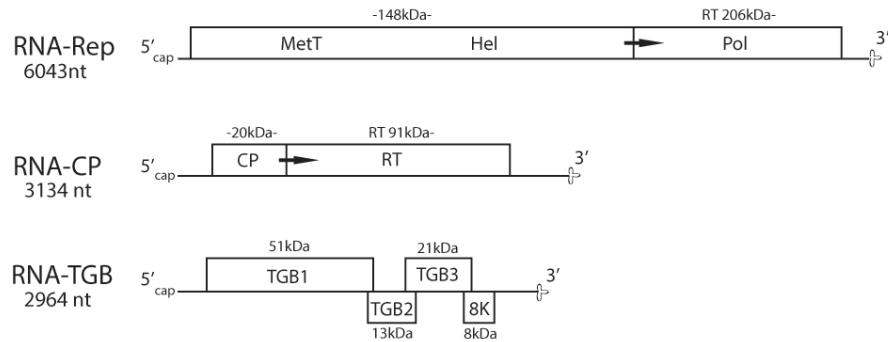 -148kDa-
RT 206kDa-
RNA-Rep
6043nt
5′ cap
MetT
Hel
Pol
3′
-20kDa-
RT 91kDa-
RNA-CP
3134 nt
5′ cap
CP
RT
3′
51kDa
21kDa
RNA-TGB
2964 nt
5′ cap
TGB1
TGB3
3′
TGB2
8K
13kDa
8kDa